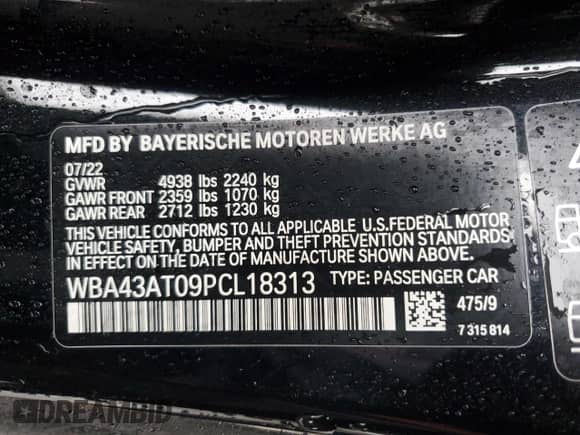 MFD BY BAYERISCHE MOTOREN WERKE AG
07/22
GVWR 4938 lbs 2240 kg
GAWR FRONT 2359 lbs 1070 kg
GAWR REAR 2712 lbs 1230 kg
THIS VEHICLE CONFORMS TO ALL APPLICABLE U.S.FEDERAL MOTOR
VEHICLE SAFETY, BUMPER AND THEFT PREVENTION STANDARDS
IN EFFECT ON THE DATE OF MANUFACTURE SHOWN ABOVE.
WBA43AT09PCL18313 TYPE: PASSENGER CAR
475/9
7 315 814
DREAMBID